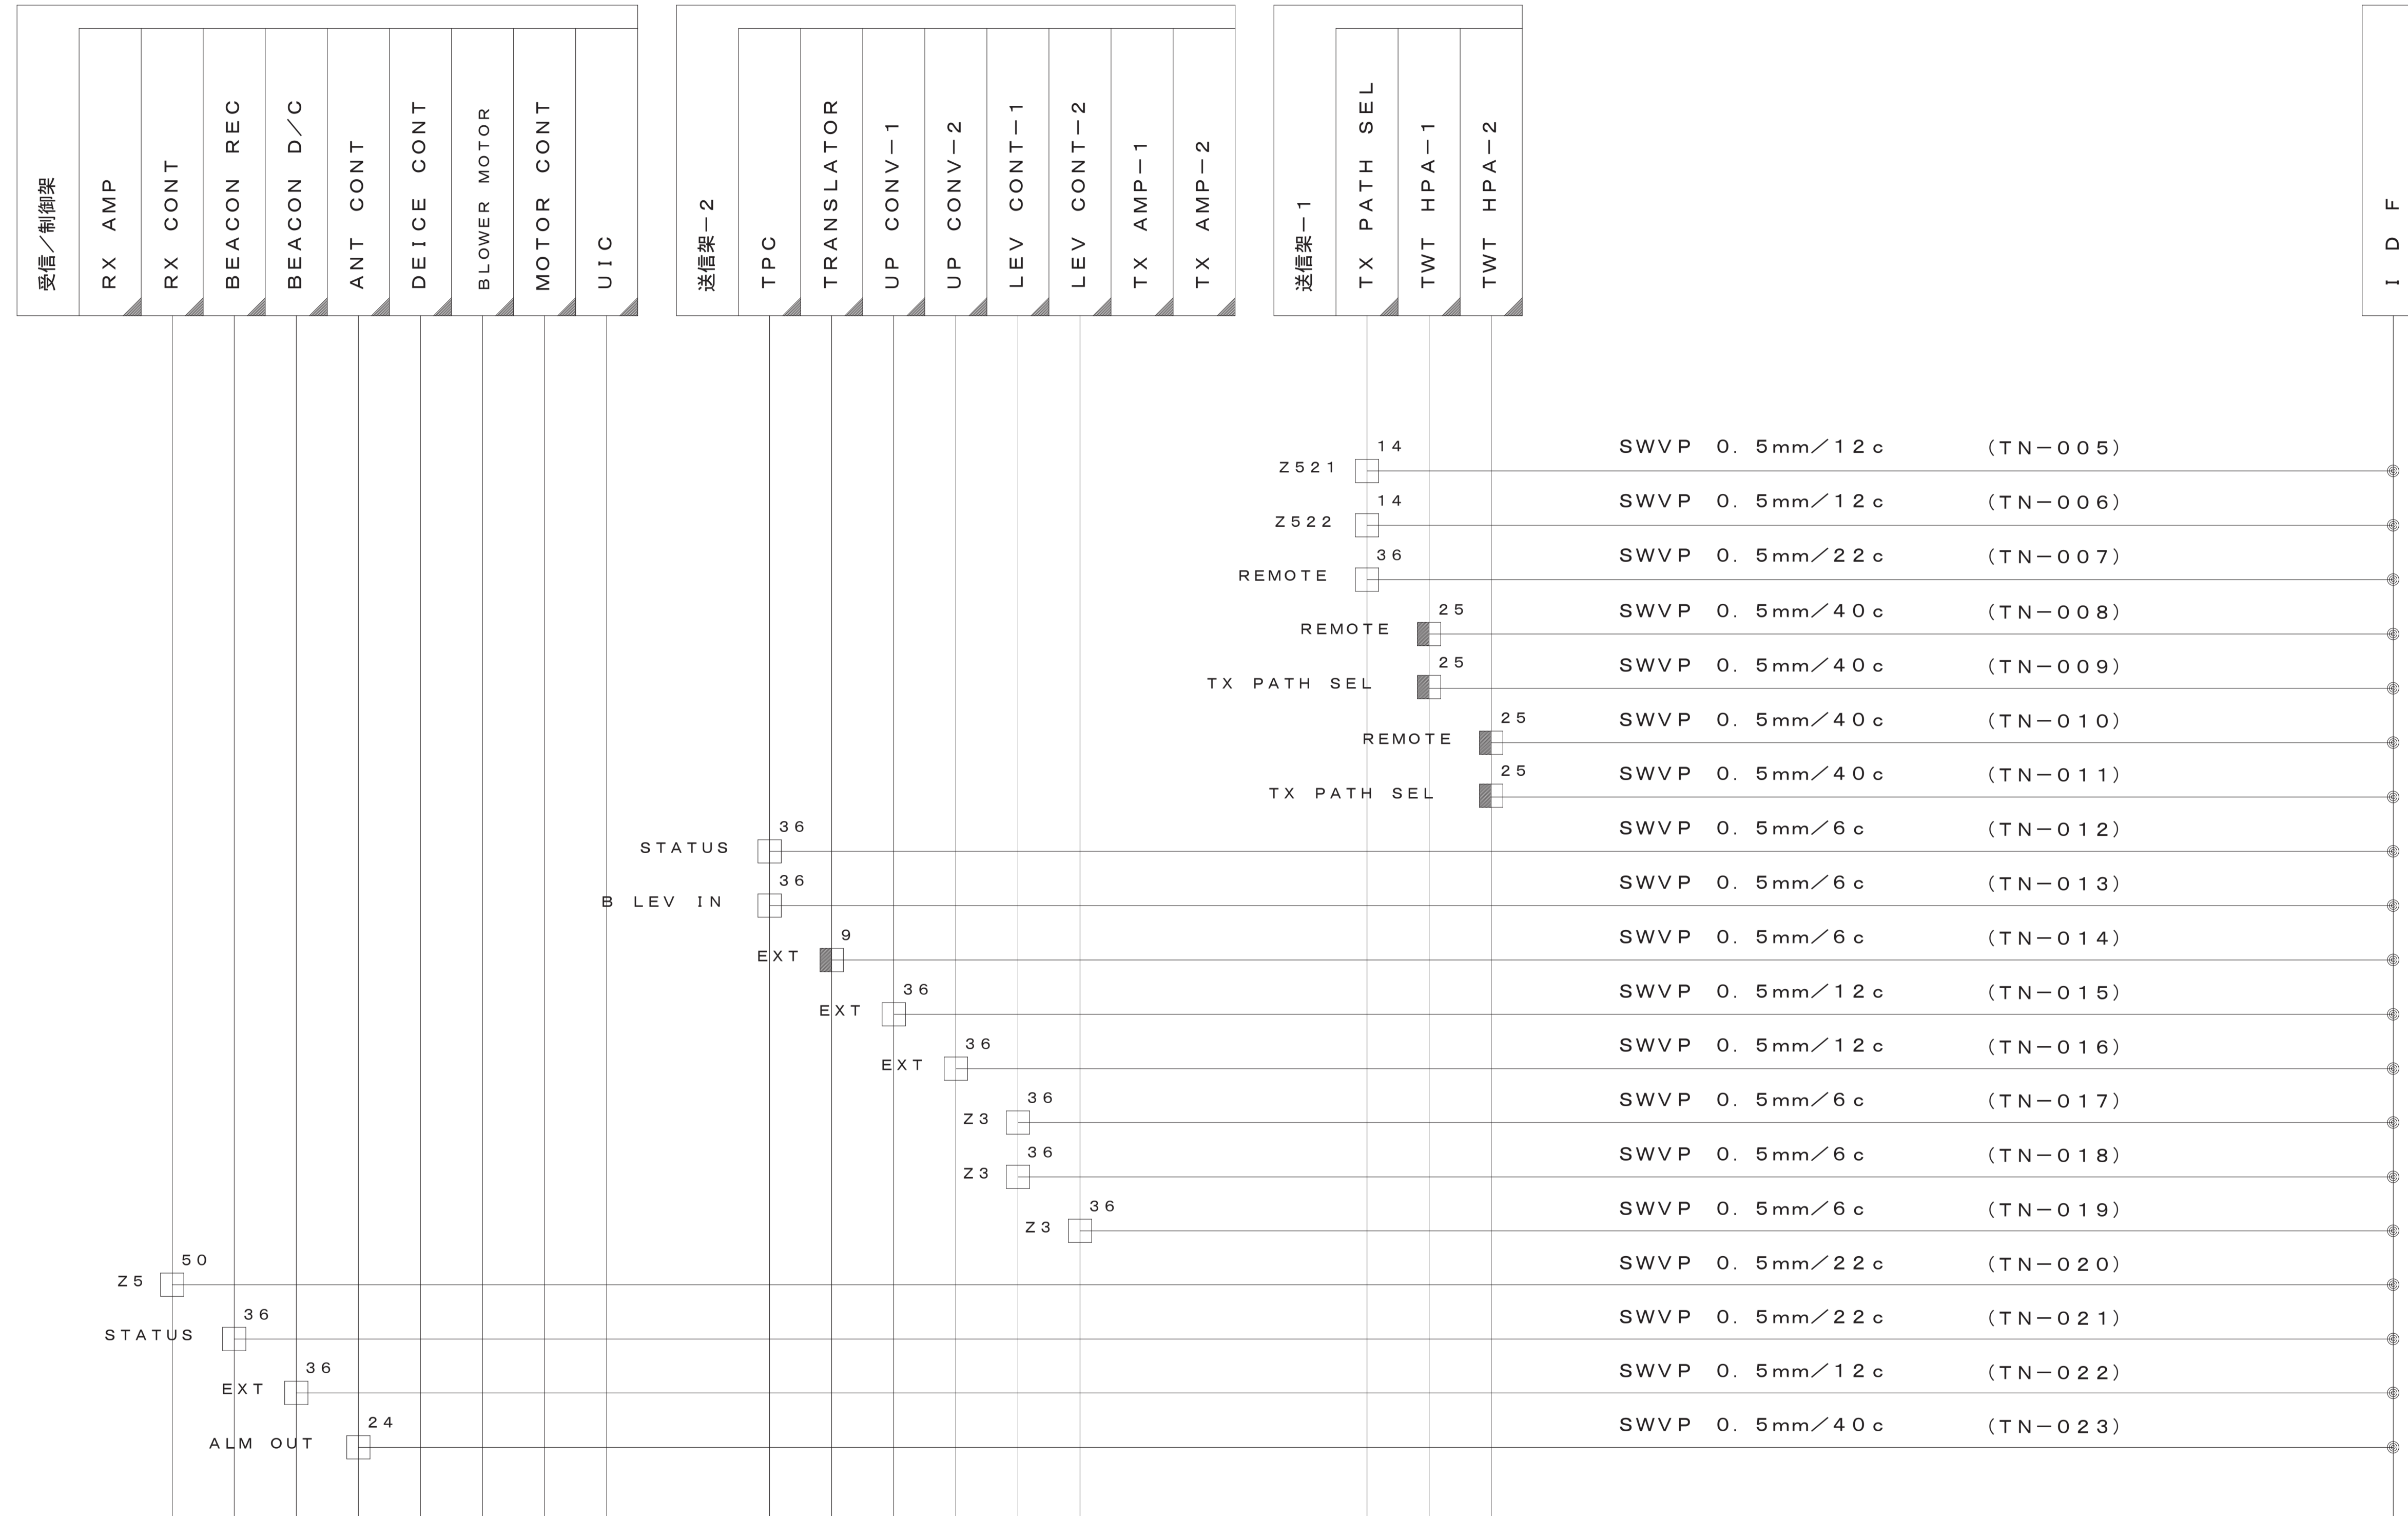 受信／制御架
RX AMP
RX CONT
BEACON REC
BEACON D／C
ANT CONT
DEICE CONT
BLOWER MOTOR
MOTOR CONT
UIC
送信架－2
TPC
TRANSLATOR
UP CONV－1
UP CONV－2
LEV CONT－1
LEV CONT－2
TX AMP－1
TX AMP－2
送信架－1
TX PATH SEL
TWT HPA－1
TWT HPA－2
I D F
Z521 14 SWVP 0.5mm／12c （TN－005）
Z522 14 SWVP 0.5mm／12c （TN－006）
REMOTE 36 SWVP 0.5mm／22c （TN－007）
REMOTE 25 SWVP 0.5mm／40c （TN－008）
TX PATH SEL 25 SWVP 0.5mm／40c （TN－009）
REMOTE 25 SWVP 0.5mm／40c （TN－010）
TX PATH SEL 25 SWVP 0.5mm／40c （TN－011）
STATUS 36 SWVP 0.5mm／6c （TN－012）
B LEV IN 36 SWVP 0.5mm／6c （TN－013）
EXT 9 SWVP 0.5mm／6c （TN－014）
EXT 36 SWVP 0.5mm／12c （TN－015）
EXT 36 SWVP 0.5mm／12c （TN－016）
Z3 36 SWVP 0.5mm／6c （TN－017）
Z3 36 SWVP 0.5mm／6c （TN－018）
Z3 36 SWVP 0.5mm／6c （TN－019）
Z5 50 SWVP 0.5mm／22c （TN－020）
STATUS 36 SWVP 0.5mm／22c （TN－021）
EXT 36 SWVP 0.5mm／12c （TN－022）
ALM OUT 24 SWVP 0.5mm／40c （TN－023）